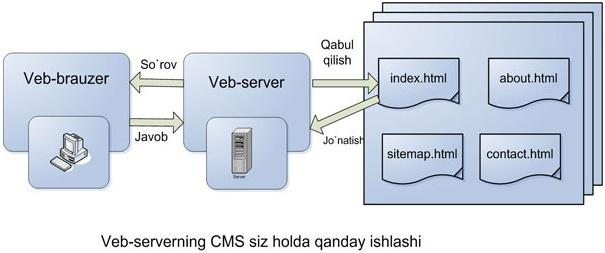 Veb-brauzer
So`rov
Javob
Veb-server
Server
Qabul
qilish
Jo`natish
index.html
about.html
sitemap.html
contact.html
Veb-serverning CMS siz holda qanday ishlashi